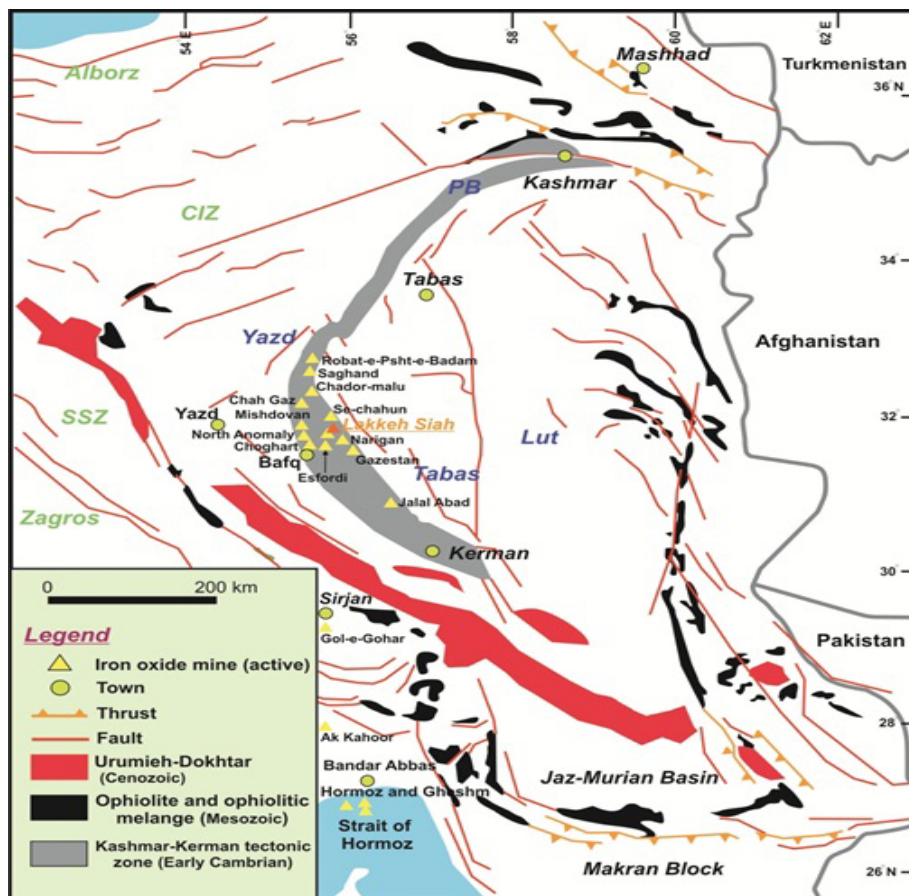 54°
56°
58°
60°
62°
Mashhad
Turkmenistan
Alborz
36° N
Kashmar
PB
CIZ
34°
Tabas
Afghanistan
Yazd
Robat-e-Psht-e-Badam
Saghand
Chador-malu
Chah Gaz
Se-chahun
Mishdovan
SSZ
Yazd
Lakkeh Siah
32°
North Anomaly
Narigan
Lut
Choghart
Bafq
Gazestan
Esfordi
Tabas
Jalal Abad
Zagros
Kerman
30°
0
200 km
Sirjan
Gol-e-Gohar
Pakistan
Legend
Iron oxide mine (active)
Town
Thrust
Fault
Urumieh-Dokhtar
(Cenozoic)
Ophiolite and ophiolitic
melange (Mesozoic)
Kashmar-Kerman tectonic
zone (Early Cambrian)
28°
Ak Kahoor
Bandar Abbas
Jaz-Murian Basin
Hormoz and Gheshm
Strait of
Hormoz
Makran Block
26° N